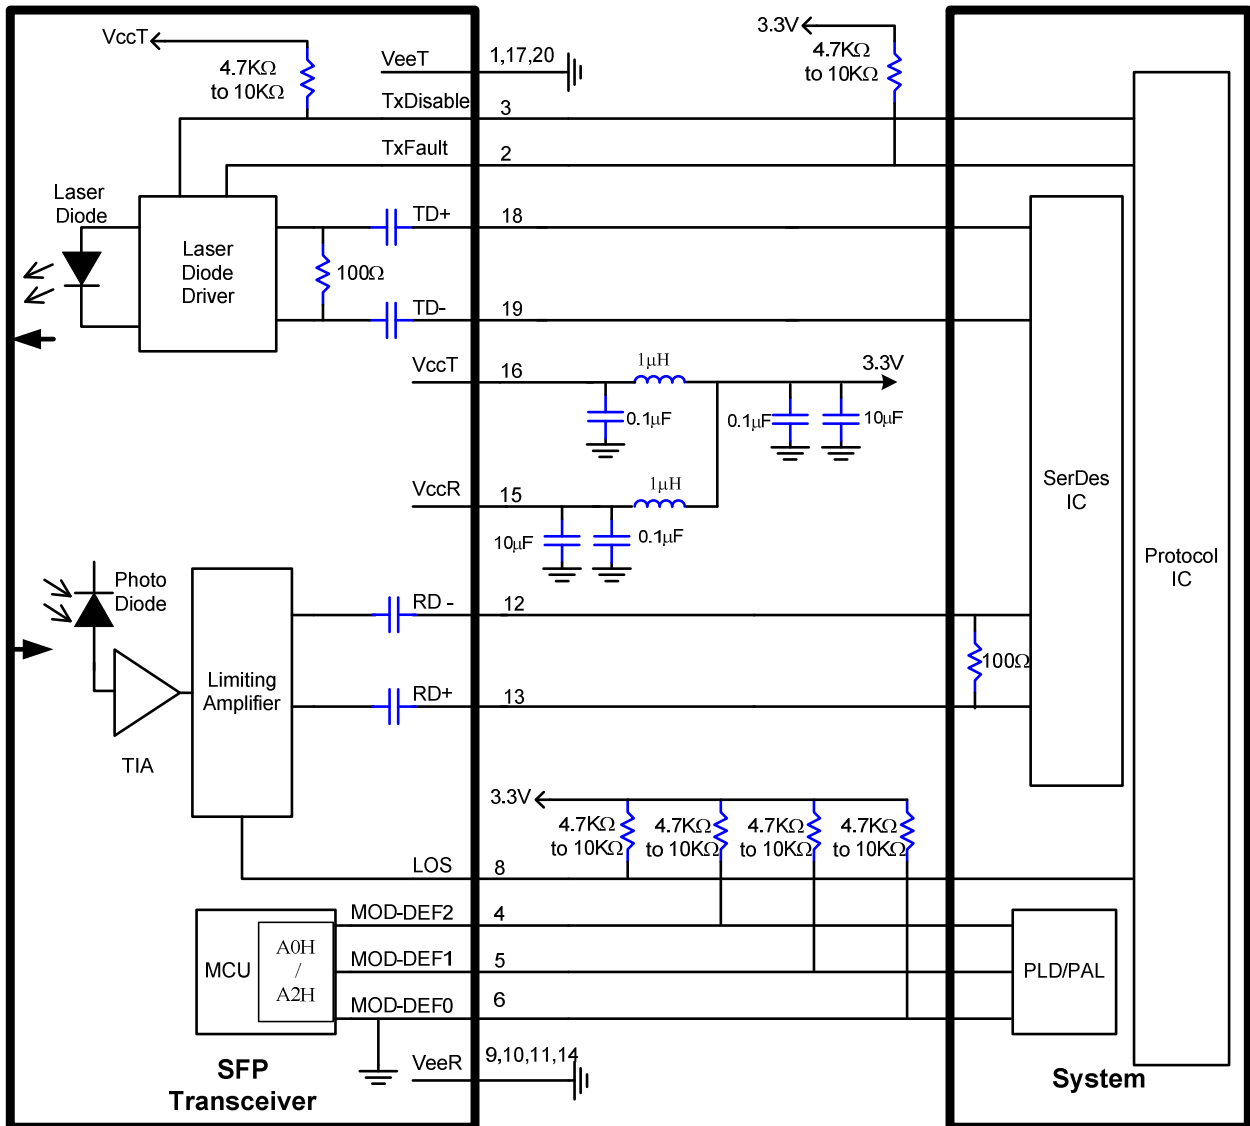 VccT
4.7KΩ
to 10KΩ
VeeT
1,17,20
3.3V
4.7KΩ
to 10KΩ
TxDisable
3
TxFault
2
Laser
Diode
Laser
Diode
Driver
TD+
18
100Ω
TD-
19
VccT
16
1μH
3.3V
0.1μF
0.1μF
10μF
VccR
15
1μH
10μF
0.1μF
SerDes
IC
Protocol
IC
Photo
Diode
RD -
12
Limiting
Amplifier
100Ω
RD+
13
TIA
3.3V
4.7KΩ
to 10KΩ
4.7KΩ
to 10KΩ
4.7KΩ
to 10KΩ
4.7KΩ
to 10KΩ
LOS
8
MOD-DEF2
4
MCU
A0H
/
A2H
MOD-DEF1
5
PLD/PAL
MOD-DEF0
6
VeeR
9,10,11,14
SFP
Transceiver
System